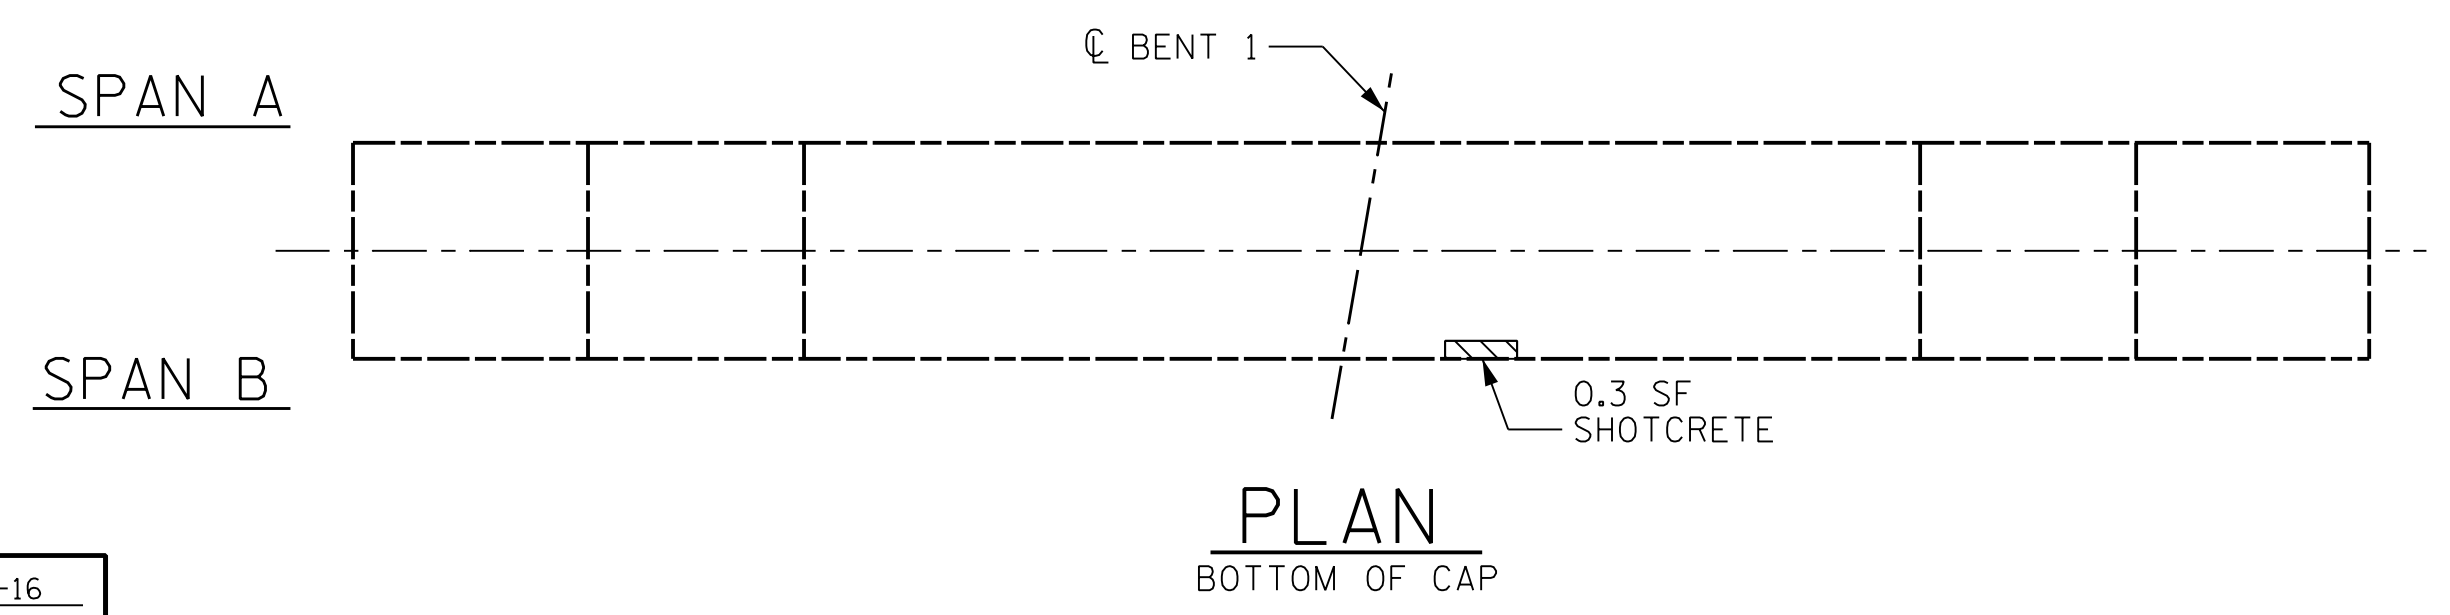 ℄ BENT 1
SPAN A
SPAN B
0.3 SF
SHOTCRETE
PLAN
BOTTOM OF CAP
-16